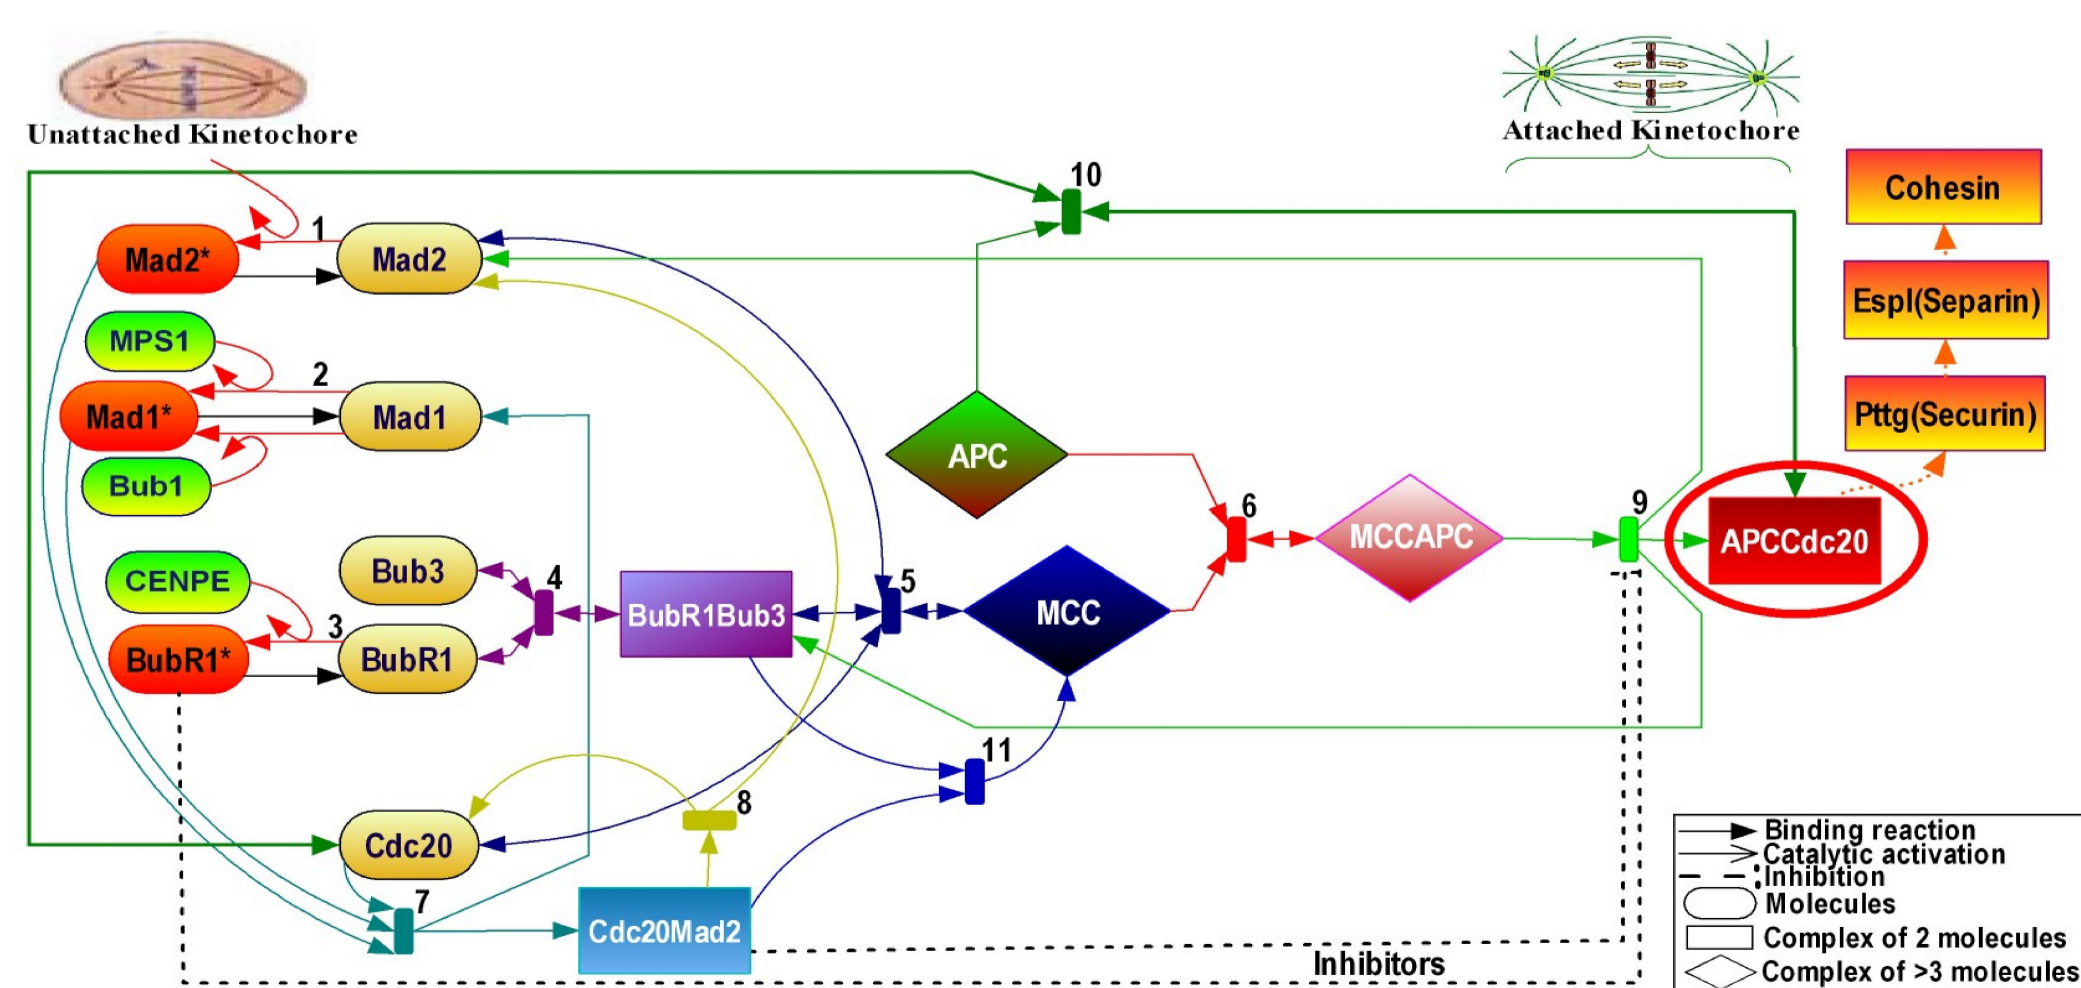 Unattached Kinetochore
Attached Kinetochore
10
Cohesin
1
Mad2*
Mad2
Espl(Separin)
MPS1
2
Mad1*
Mad1
Pttg(Securin)
APC
Bub1
6
9
MCCAPC
APCCdc20
CENPE
Bub3
4
5
BubR1Bub3
MCC
3
BubR1*
BubR1
11
8
Cdc20
7
Cdc20Mad2
Inhibitors
Binding reaction
Catalytic activation
Inhibition
Molecules
Complex of 2 molecules
Complex of >3 molecules